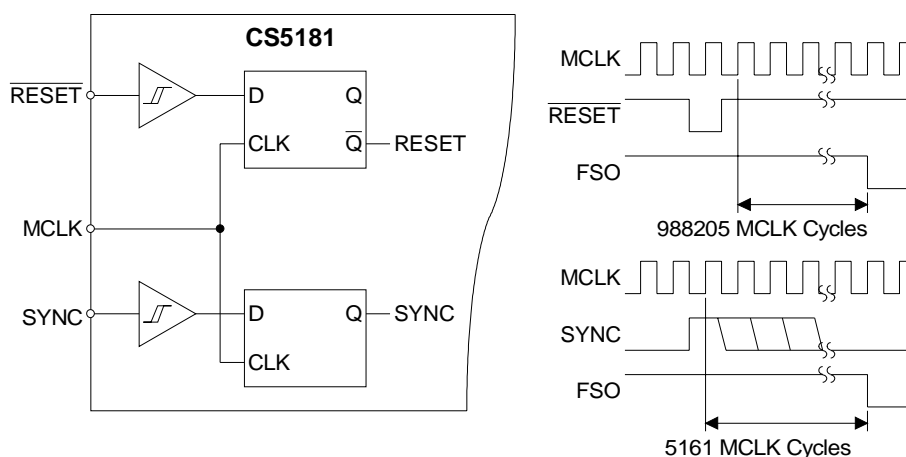 CS5181
RESET
D
Q
CLK
Q
RESET
MCLK
SYNC
D
Q
SYNC
CLK
MCLK
RESET
FSO
988205 MCLK Cycles
MCLK
SYNC
FSO
5161 MCLK Cycles